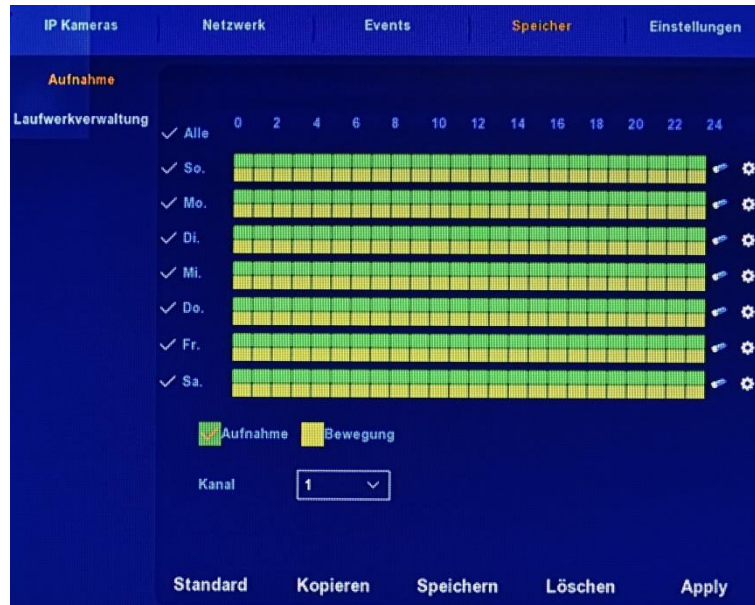 IP Kameras Netzwerk Events Speicher Einstellungen
Aufnahme
Laufwerkverwaltung
Alle 0 2 4 6 8 10 12 14 16 18 20 22 24
So.
Mo.
Di.
Mi.
Do.
Fr.
Sa.
Aufnahme Bewegung
Kanal 1
Standard Kopieren Speichern Löschen Apply